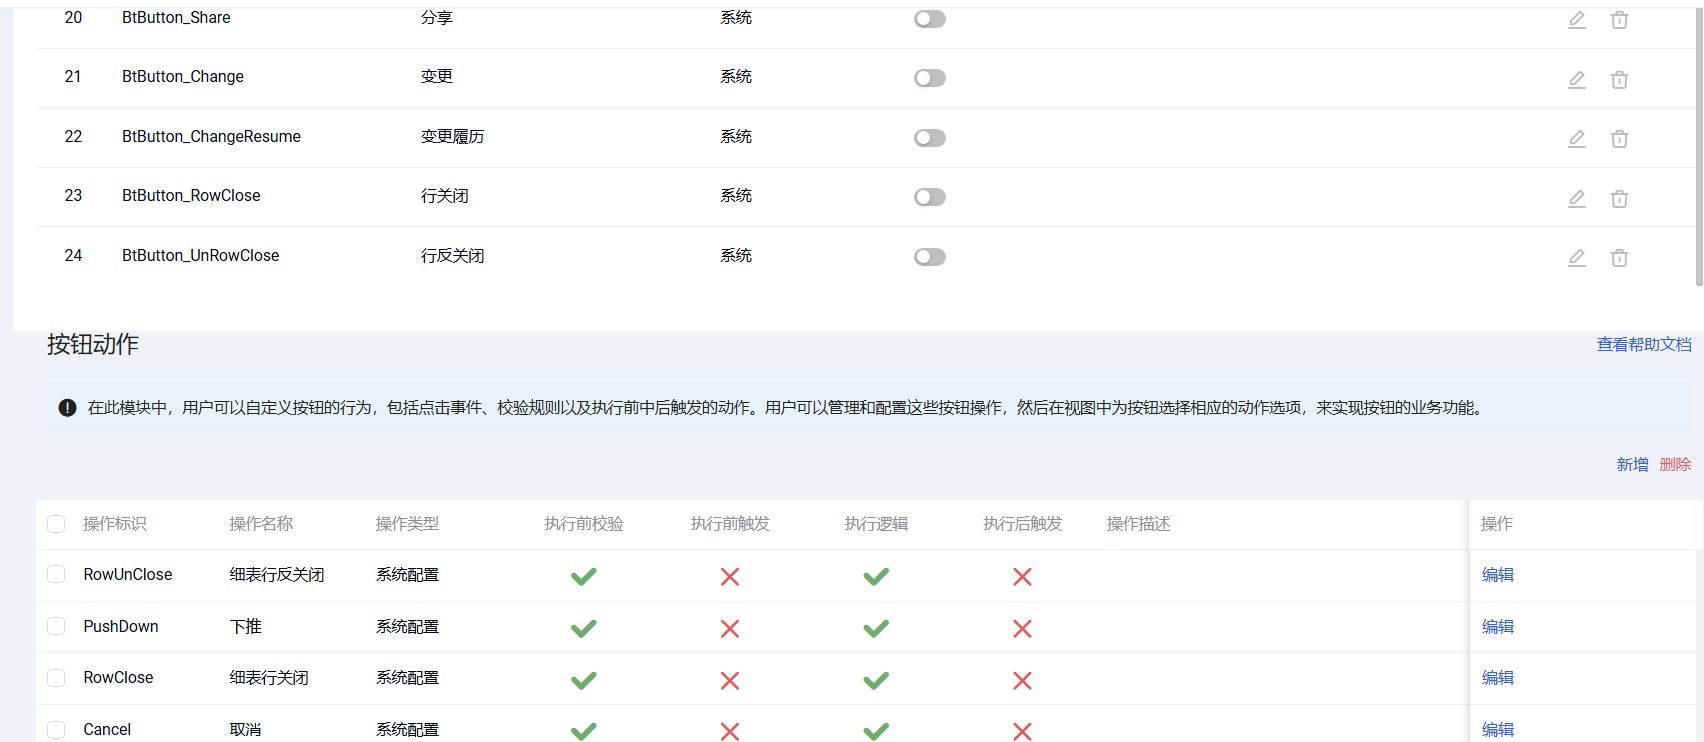 20 BtButton_Share 分享 系统
21 BtButton_Change 变更 系统
22 BtButton_ChangeResume 变更履历 系统
23 BtButton_RowClose 行关闭 系统
24 BtButton_UnRowClose 行反关闭 系统
按钮动作 查看帮助文档
在此模块中，用户可以自定义按钮的行为，包括点击事件、校验规则以及执行前中后触发的动作。用户可以管理和配置这些按钮操作，然后在视图中为按钮选择相应的动作选项，来实现按钮的业务功能。
新增 删除
操作标识 操作名称 操作类型 执行前校验 执行前触发 执行逻辑 执行后触发 操作描述 操作
RowUnClose 细表行反关闭 系统配置 编辑
PushDown 下推 系统配置 编辑
RowClose 细表行关闭 系统配置 编辑
Cancel 取消 系统配置 编辑